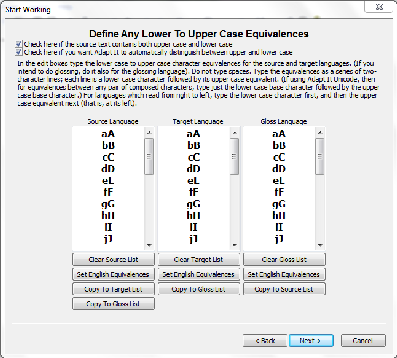 Start Working...
Define Any Lower To Upper Case Equivalences
Check here if the source text contains both upper case and lower case
Check here if you want Adapt It to automatically distinguish between upper and lower case
In the edit boxes type the lower case to upper case character equivalences for the source and target languages. (If you
intend to do glossing, do it also for the glossing language). Do not type spaces. Type the equivalences as a series of two-
character lines; each line is a lower case character followed by its upper case equivalent. (If using Adapt It Unicode, then
for equivalences between any pair of composed characters, type just the lower case base character followed by the upper
case base character.) For languages which read from right to left, type the lower case character first, and then the upper
case equivalent next (that is, at its left).
Source Language Target Language Gloss Language
aA aA aA
bB bB bB
cC cC cC
dD dD dD
eE eE eE
fF fF fF
gG gG gG
hH hH hH
iI iI iI
jJ jJ jJ
Clear Source List Clear Target List Clear Gloss List
Set English Equivalences Set English Equivalences Set English Equivalences
Copy To Target List Copy To Gloss List Copy To Source List
Copy To Gloss List
< Back Next > Cancel